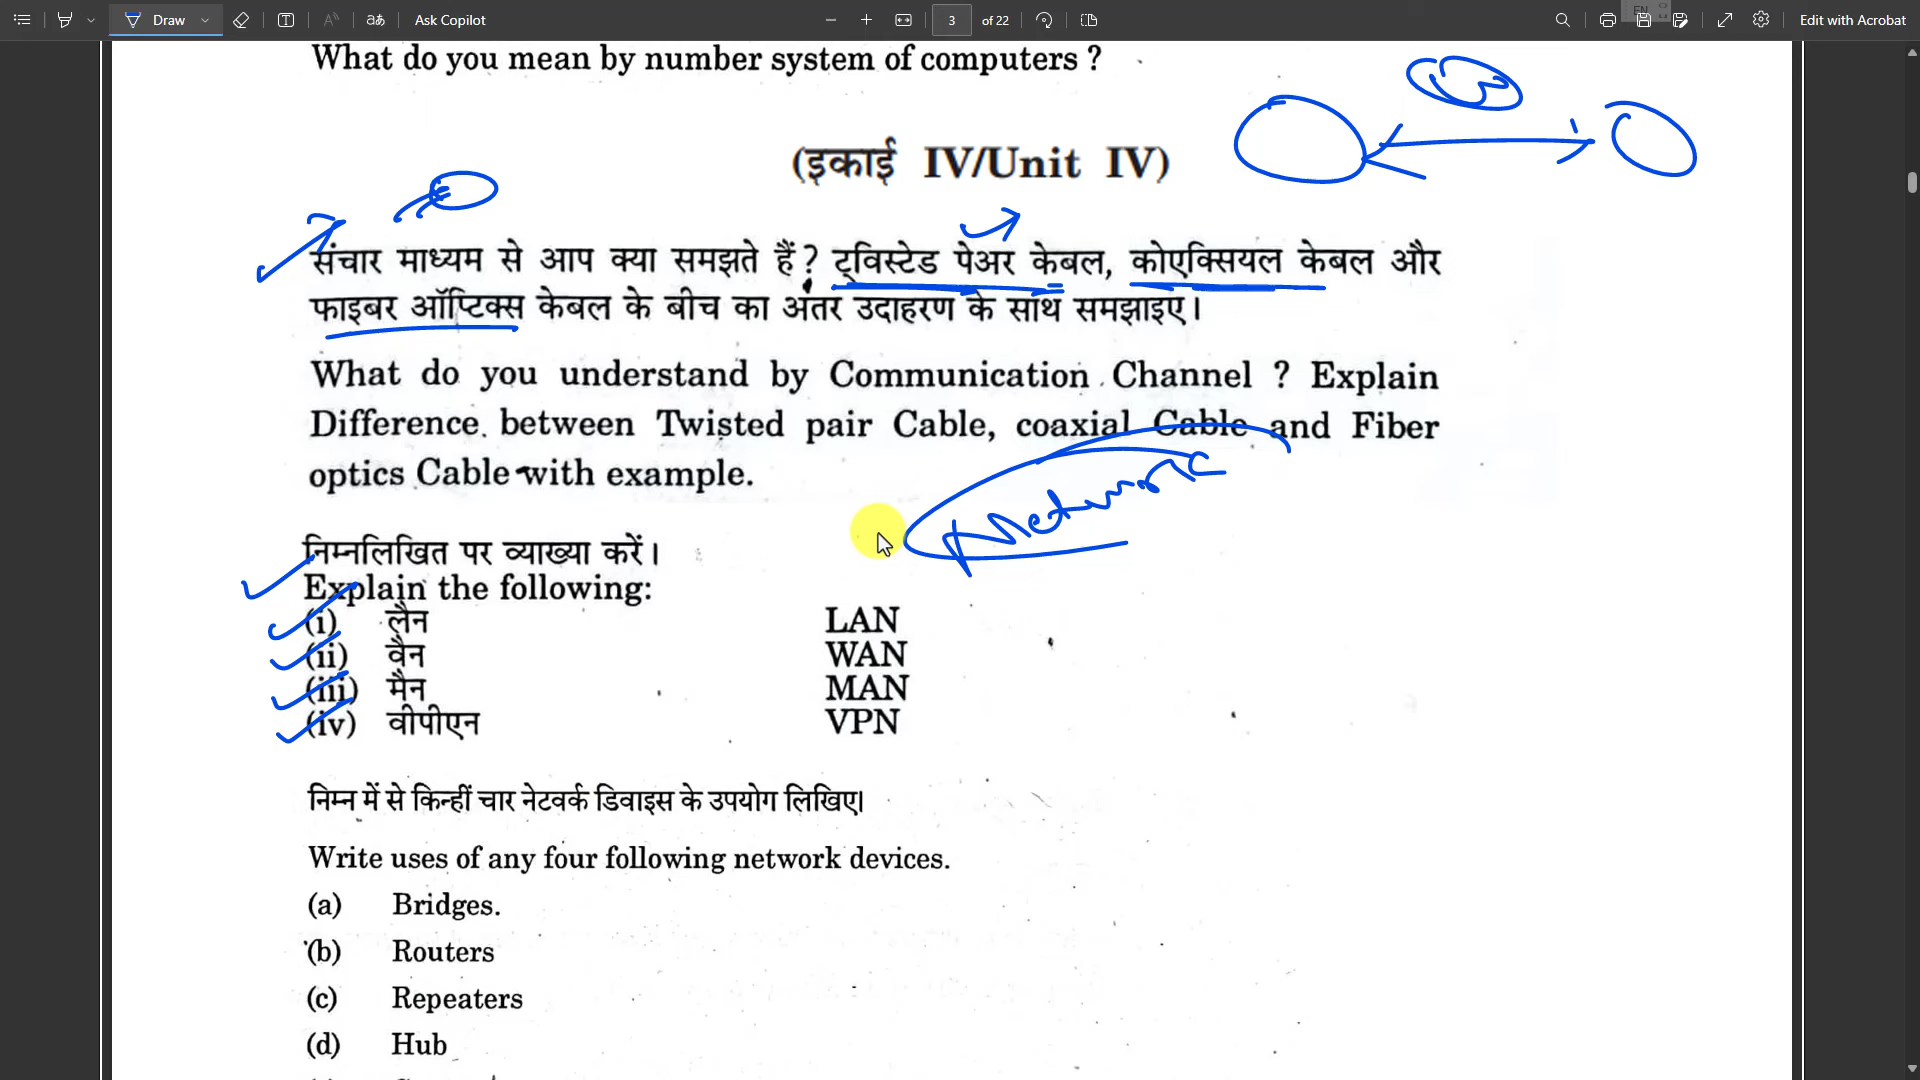 Draw
aあ
Ask Copilot
3 of 22
EN
Edit with Acrobat
What do you mean by number system of computers ?
(इकाई IV/Unit IV)
संचार माध्यम से आप क्या समझते हैं? ट्विस्टेड पेअर केबल, कोएक्सियल केबल और
फाइबर ऑप्टिक्स केबल के बीच का अंतर उदाहरण के साथ समझाइए।
What do you understand by Communication Channel ? Explain
Difference between Twisted pair Cable, coaxial Cable and Fiber
optics Cable with example.
Network
निम्नलिखित पर व्याख्या करें।
Explain the following:
(i) लैन LAN
(ii) वैन WAN
(iii) मैन MAN
(iv) वीपीएन VPN
निम्न में से किन्हीं चार नेटवर्क डिवाइस के उपयोग लिखिए।
Write uses of any four following network devices.
(a) Bridges.
(b) Routers
(c) Repeaters
(d) Hub